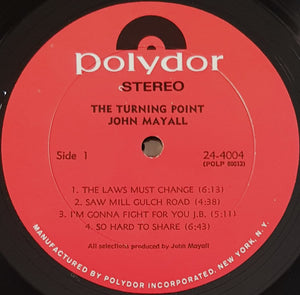 polydor
STEREO
THE TURNING POINT
JOHN MAYALL
Side 1
24-4004
(POLP 60013)
1. THE LAWS MUST CHANGE (6:13)
2. SAW MILL GULCH ROAD (4:38)
3. I'M GONNA FIGHT FOR YOU J.B. (5:11)
4. SO HARD TO SHARE (6:43)
All selections produced by John Mayall
MANUFACTURED BY POLYDOR INCORPORATED, NEW YORK, N.Y.